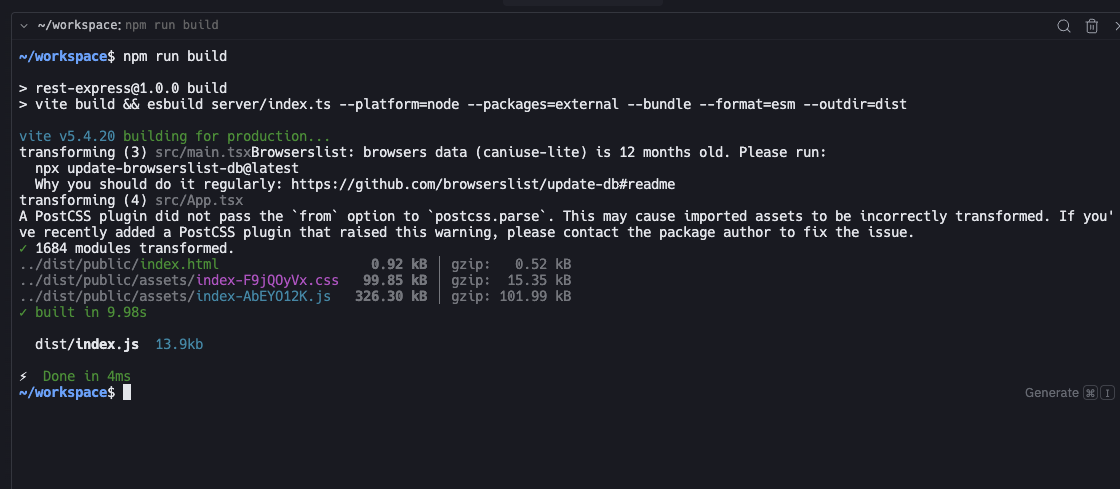 ~/workspace: npm run build
~/workspace$ npm run build
> rest-express@1.0.0 build
> vite build && esbuild server/index.ts --platform=node --packages=external --bundle --format=esm --outdir=dist
vite v5.4.20 building for production...
transforming (3) src/main.tsxBrowserslist: browsers data (caniuse-lite) is 12 months old. Please run:
  npx update-browserslist-db@latest
  Why you should do it regularly: https://github.com/browserslist/update-db#readme
transforming (4) src/App.tsx
A PostCSS plugin did not pass the `from` option to `postcss.parse`. This may cause imported assets to be incorrectly transformed. If you'
ve recently added a PostCSS plugin that raised this warning, please contact the package author to fix the issue.
✓ 1684 modules transformed.
../dist/public/index.html                   0.92 kB │ gzip:   0.52 kB
../dist/public/assets/index-F9jQOyVx.css   99.85 kB │ gzip:  15.35 kB
../dist/public/assets/index-AbEYO12K.js   326.30 kB │ gzip: 101.99 kB
✓ built in 9.98s
  dist/index.js  13.9kb
⚡ Done in 4ms
~/workspace$
Generate ⌘ I